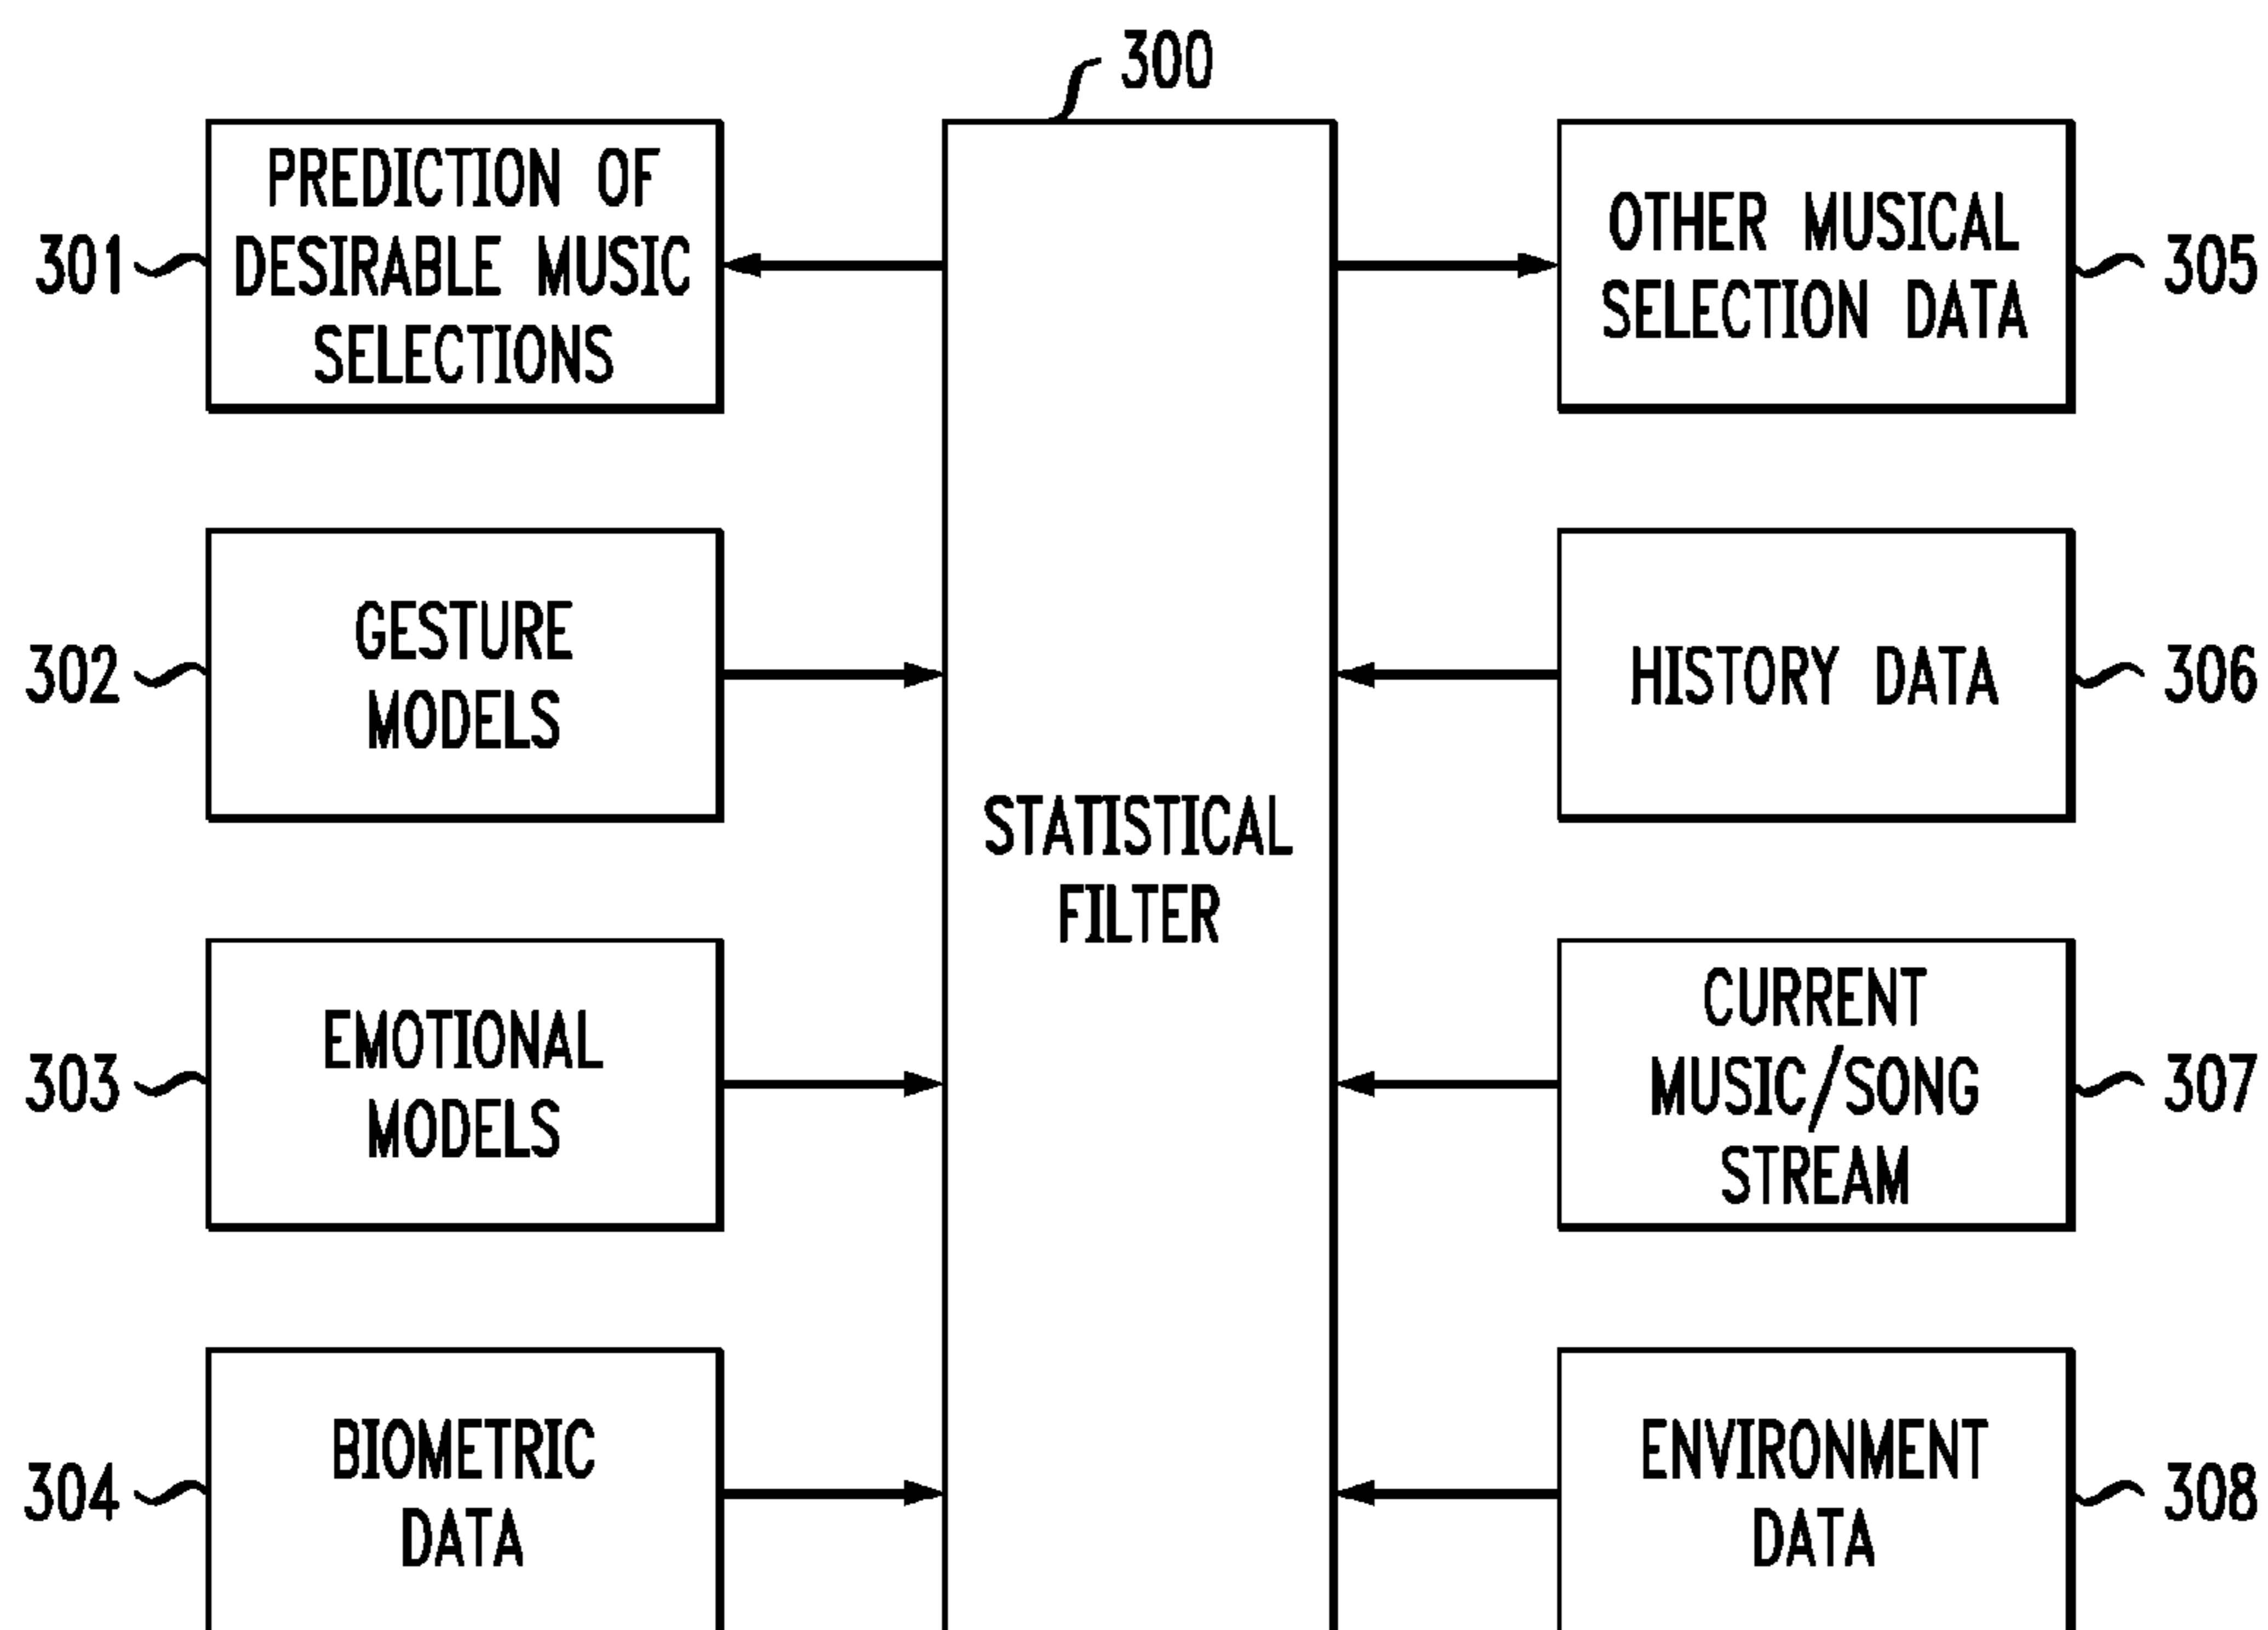 300
301
PREDICTION OF
DESIRABLE MUSIC
SELECTIONS
OTHER MUSICAL
SELECTION DATA
305
302
GESTURE
MODELS
HISTORY DATA
306
STATISTICAL
FILTER
303
EMOTIONAL
MODELS
CURRENT
MUSIC/SONG
STREAM
307
304
BIOMETRIC
DATA
ENVIRONMENT
DATA
308